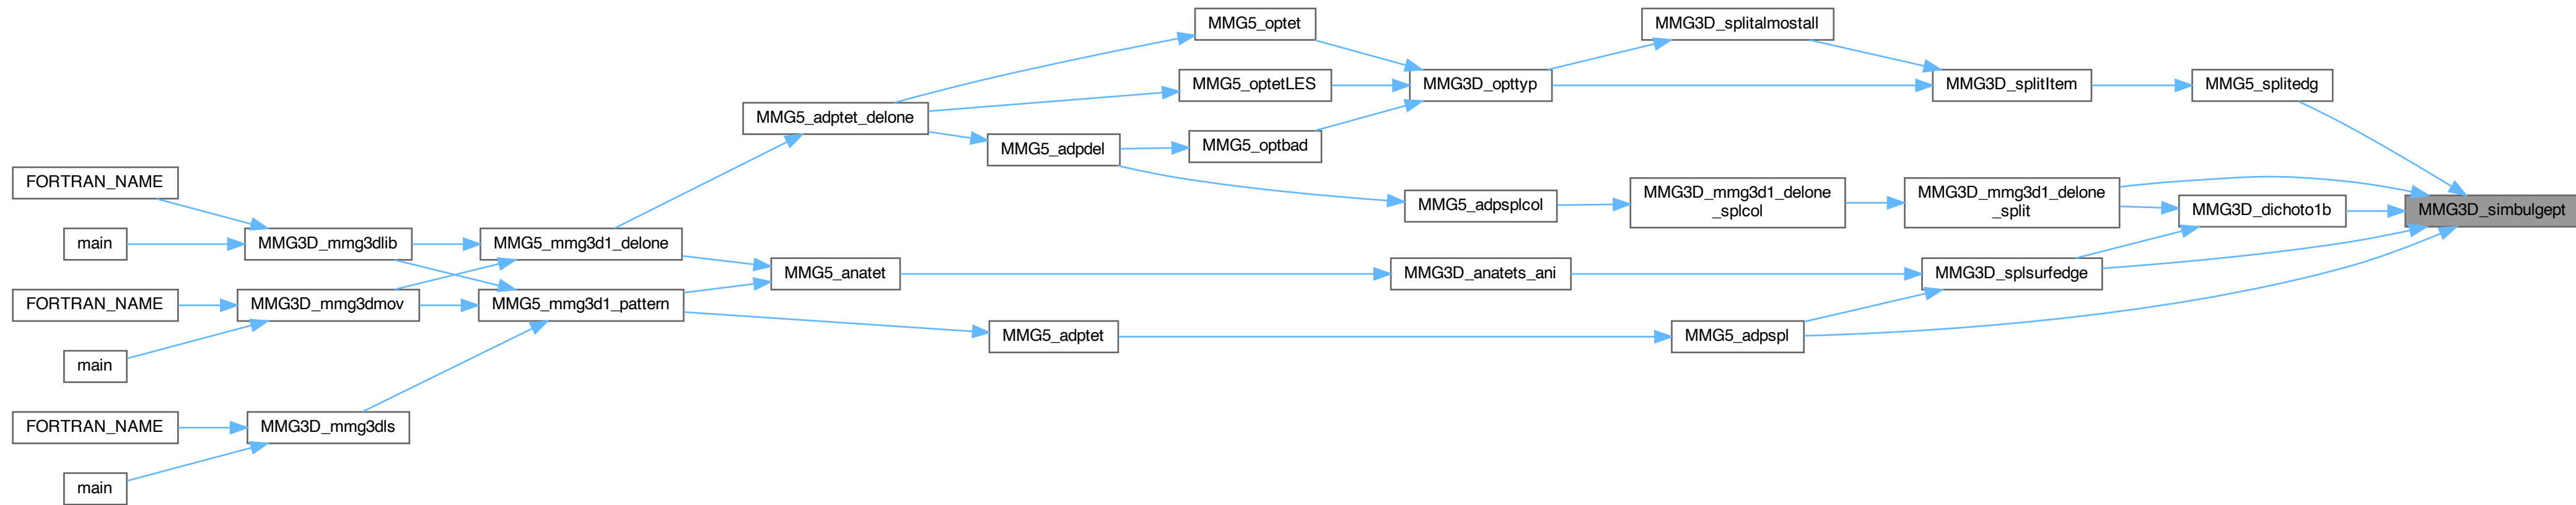 MMG5_optet
MMG3D_splitalmostall
MMG5_optetLES
MMG3D_opttyp
MMG3D_splitItem
MMG5_splitedg
MMG5_adptet_delone
MMG5_adpdel
MMG5_optbad
FORTRAN_NAME
MMG5_adpsplcol
MMG3D_mmg3d1_delone
_splcol
MMG3D_mmg3d1_delone
_split
MMG3D_dichoto1b
MMG3D_simbulgept
main
MMG3D_mmg3dlib
MMG5_mmg3d1_delone
MMG5_anatet
MMG3D_anatets_ani
MMG3D_splsurfedge
FORTRAN_NAME
MMG3D_mmg3dmov
MMG5_mmg3d1_pattern
MMG5_adptet
MMG5_adpspl
main
FORTRAN_NAME
MMG3D_mmg3dls
main